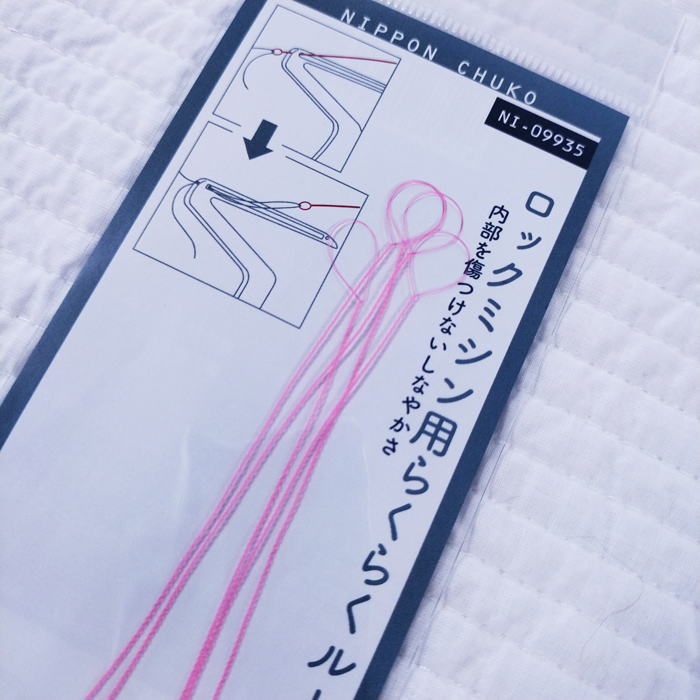 NIPPON CHUKO
NI-09935
ロックミシン用らくらくル
内部を傷つけないしなやかさ